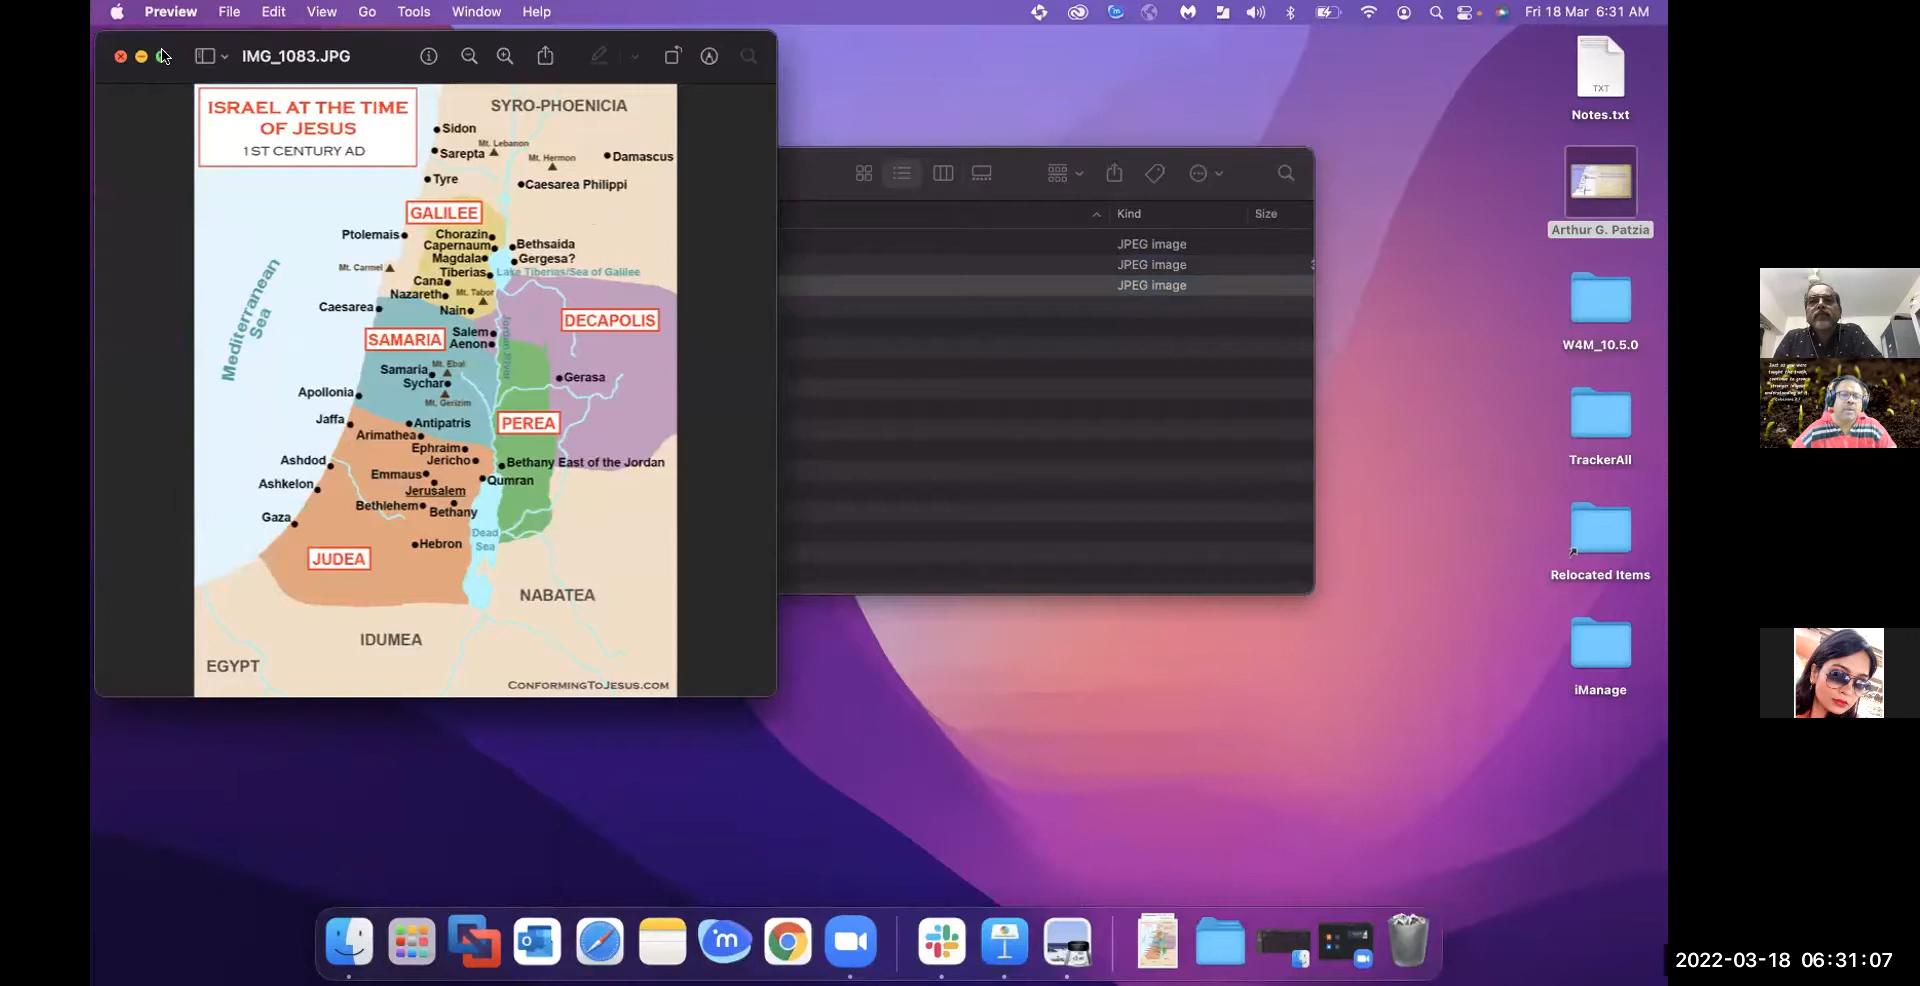 Preview File Edit View Go Tools Window Help
Fri 18 Mar 6:31 AM
IMG_1083.JPG
ISRAEL AT THE TIME
OF JESUS
1ST CENTURY AD
SYRO-PHOENICIA
Sidon
Mt. Lebanon
Sarepta
Mt. Hermon
Damascus
Tyre
Caesarea Philippi
GALILEE
Ptolemais
Chorazin
Capernaum
Bethsaida
Magdala
Gergesa?
Mt. Carmel
Tiberias
Lake Tiberias/Sea of Galilee
Cana
Nazareth
Mt. Tabor
Mediterranean
Sea
Caesarea
Nain
DECAPOLIS
Jordan River
SAMARIA
Salem
Aenon
Samaria
Mt. Ebal
Sychar
Gerasa
Apollonia
Mt. Gerizim
Jaffa
Antipatris
PEREA
Arimathea
Ephraim
Ashdod
Jericho
Bethany East of the Jordan
Emmaus
Qumran
Ashkelon
Jerusalem
Bethlehem
Bethany
Gaza
Dead
Sea
Hebron
JUDEA
NABATEA
IDUMEA
EGYPT
CONFORMINGTOJESUS.COM
Kind
Size
JPEG image
JPEG image
JPEG image
TXT
Notes.txt
Arthur G. Patzia
W4M_10.5.0
TrackerAll
Relocated Items
iManage
2022-03-18 06:31:07